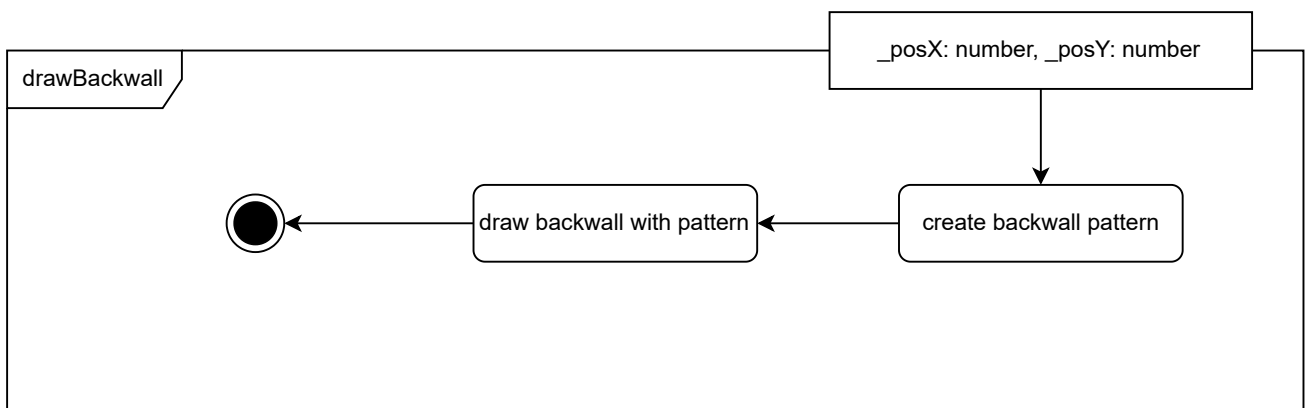 _posX: number, _posY: number
drawBackwall
draw backwall with pattern
create backwall pattern